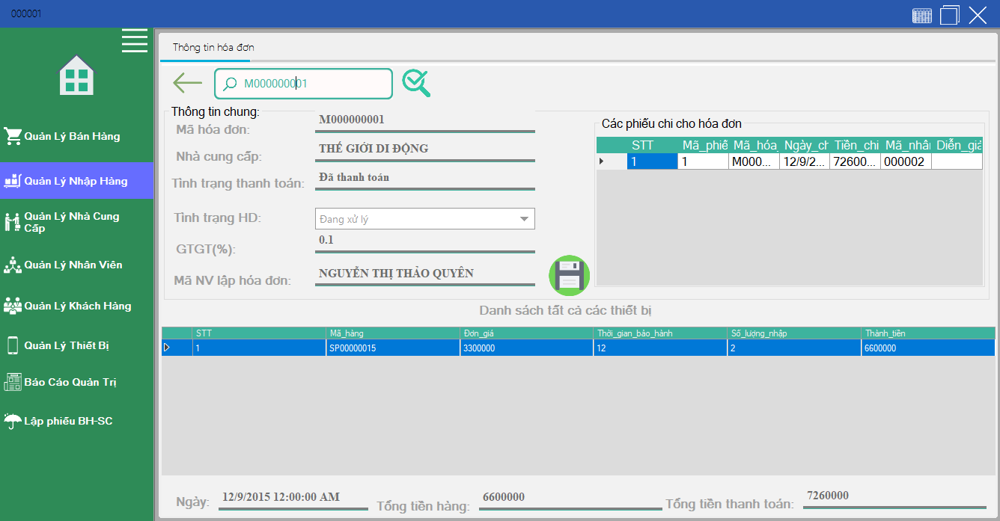 000001
Quản Lý Bán Hàng
Quản Lý Nhập Hàng
Quản Lý Nhà Cung
Cấp
Quản Lý Nhân Viên
Quản Lý Khách Hàng
Quản Lý Thiết Bị
Báo Cáo Quản Trị
Lập phiếu BH-SC
Thông tin hóa đơn
M000000001
Thông tin chung:
Mã hóa đơn: M000000001
Nhà cung cấp: THẾ GIỚI DI ĐỘNG
Tình trạng thanh toán: Đã thanh toán
Tình trạng HD: Đang xử lý
GTGT(%): 0.1
Mã NV lập hóa đơn: NGUYỄN THỊ THẢO QUYÊN
Các phiếu chi cho hóa đơn
STT Mã_phiế Mã_hóa_ Ngày_ch Tiền_chi Mã_nhâ Diễn_giả
1 1 M000... 12/9/2... 72600... 000002
Danh sách tất cả các thiết bị
STT Mã_hàng Đơn_giá Thời_gian_bảo_hành Số_lượng_nhập Thành_tiền
1 SP00000015 3300000 12 2 6600000
Ngày: 12/9/2015 12:00:00 AM Tổng tiền hàng: 6600000 Tổng tiền thanh toán: 7260000